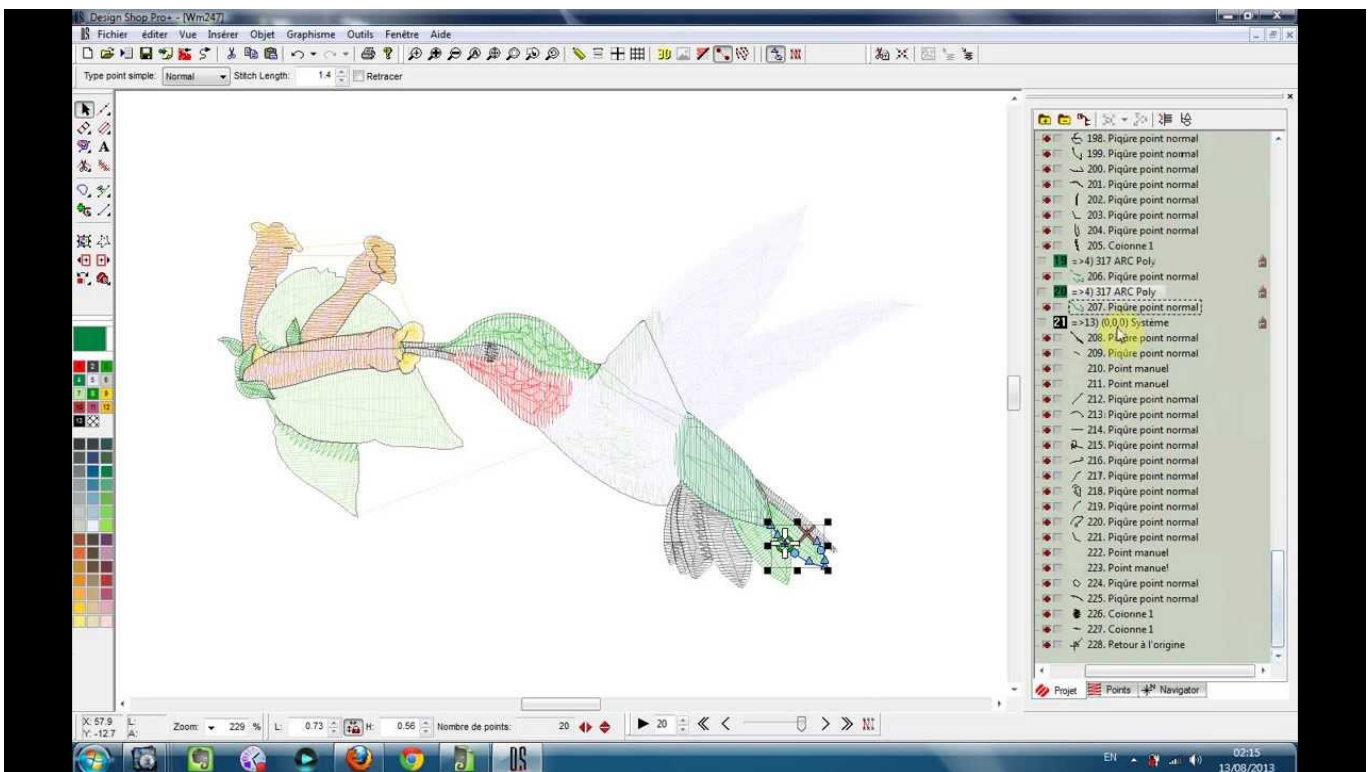 Design Shop Pro+ - [Wm247]
Fichier éditer Vue Insérer Objet Graphisme Outils Fenêtre Aide
3D
Type point simple: Normal Stitch Length: 1.4 Retracer
A
198. Piqûre point normal
199. Piqûre point normal
200. Piqûre point normal
201. Piqûre point normal
202. Piqûre point normal
203. Piqûre point normal
204. Piqûre point normal
205. Colonne 1
19 =>4) 317 ARC Poly
206. Piqûre point normal
20 =>4) 317 ARC Poly
207. Piqûre point normal
21 =>13) (0,0,0) Système
208. Piqûre point normal
209. Piqûre point normal
210. Point manuel
211. Point manuel
212. Piqûre point normal
213. Piqûre point normal
214. Piqûre point normal
215. Piqûre point normal
216. Piqûre point normal
217. Piqûre point normal
218. Piqûre point normal
219. Piqûre point normal
220. Piqûre point normal
221. Piqûre point normal
222. Point manuel
223. Point manuel
224. Piqûre point normal
225. Piqûre point normal
226. Colonne 1
227. Colonne 1
228. Retour à l'origine
Projet Points Navigator
X: 57.9 L:
Y: -12.7 A:
Zoom: 229 % L: 0.73 H: 0.56 Nombre de points: 20 20
DS
EN 02:15
13/08/2013